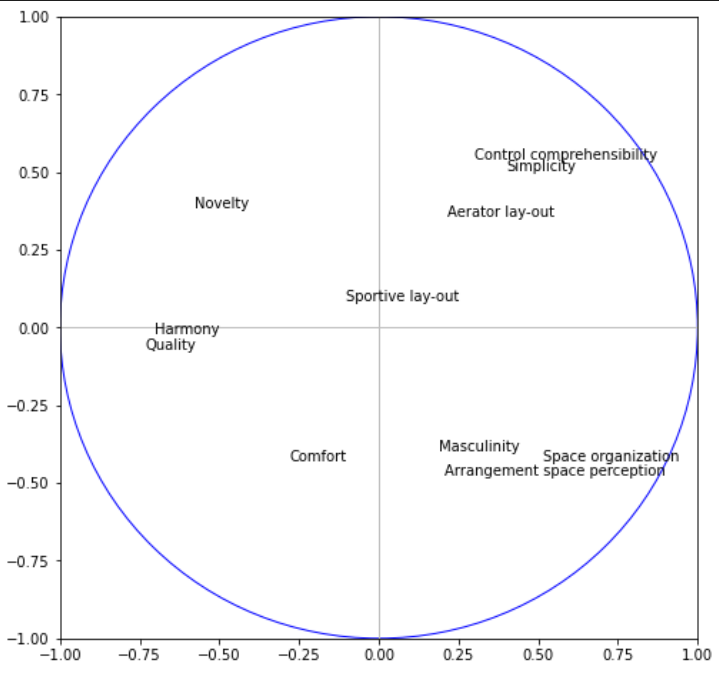 1.00
0.75
0.50
0.25
0.00
−0.25
−0.50
−0.75
−1.00
Control comprehensibility
Simplicity
Novelty
Aerator lay-out
Sportive lay-out
Harmony
Quality
Masculinity
Comfort
Space organization
Arrangement space perception
−1.00 −0.75 −0.50 −0.25 0.00 0.25 0.50 0.75 1.00